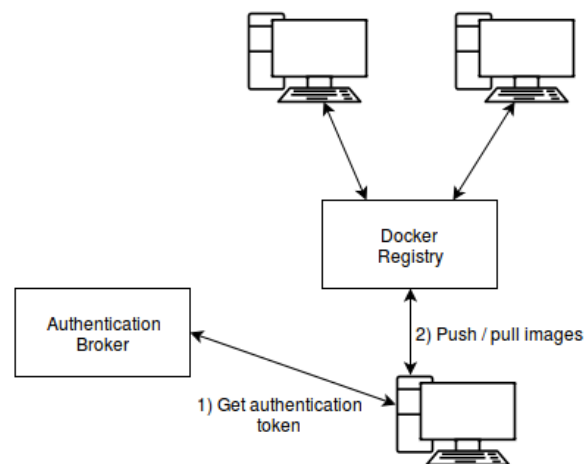 Docker
Registry
Authentication
Broker
2) Push / pull images
1) Get authentication
token